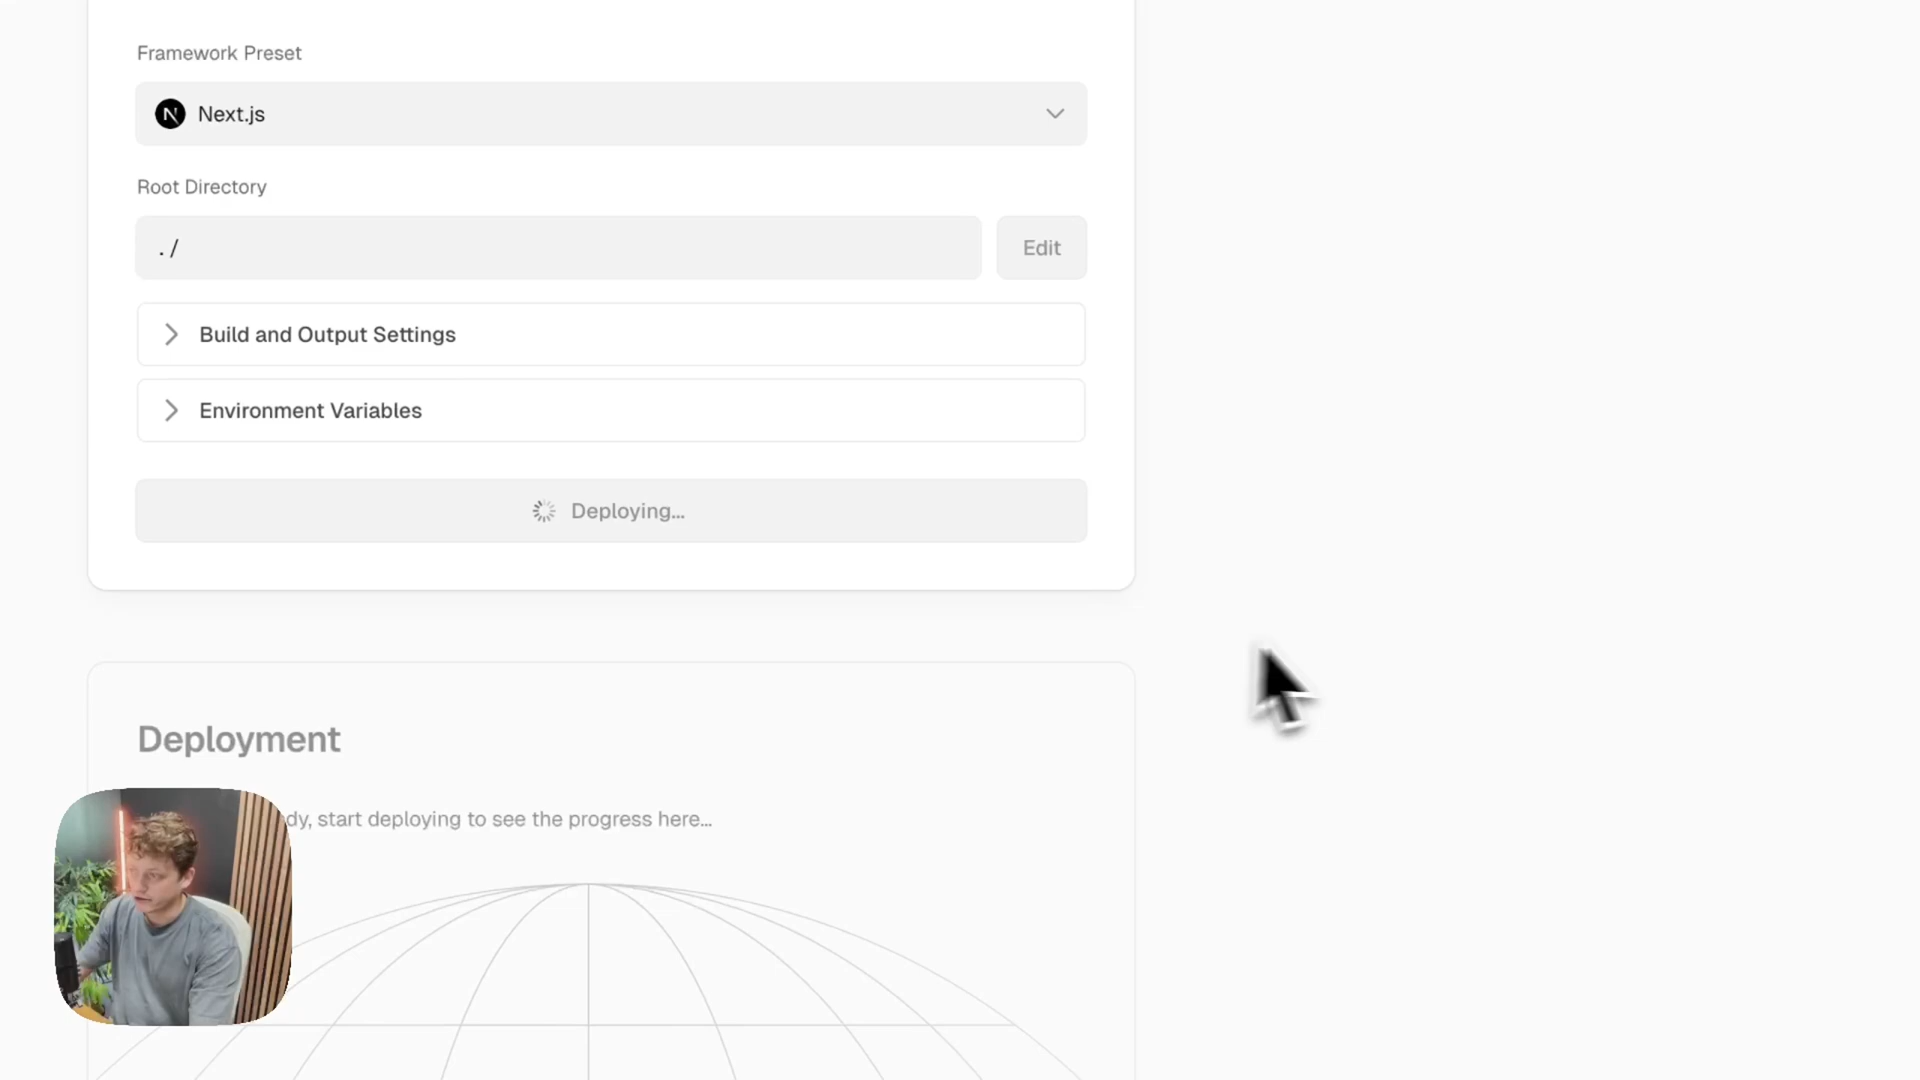 Framework Preset
Next.js
Root Directory
./
Edit
Build and Output Settings
Environment Variables
Deploying...
Deployment
start deploying to see the progress here...